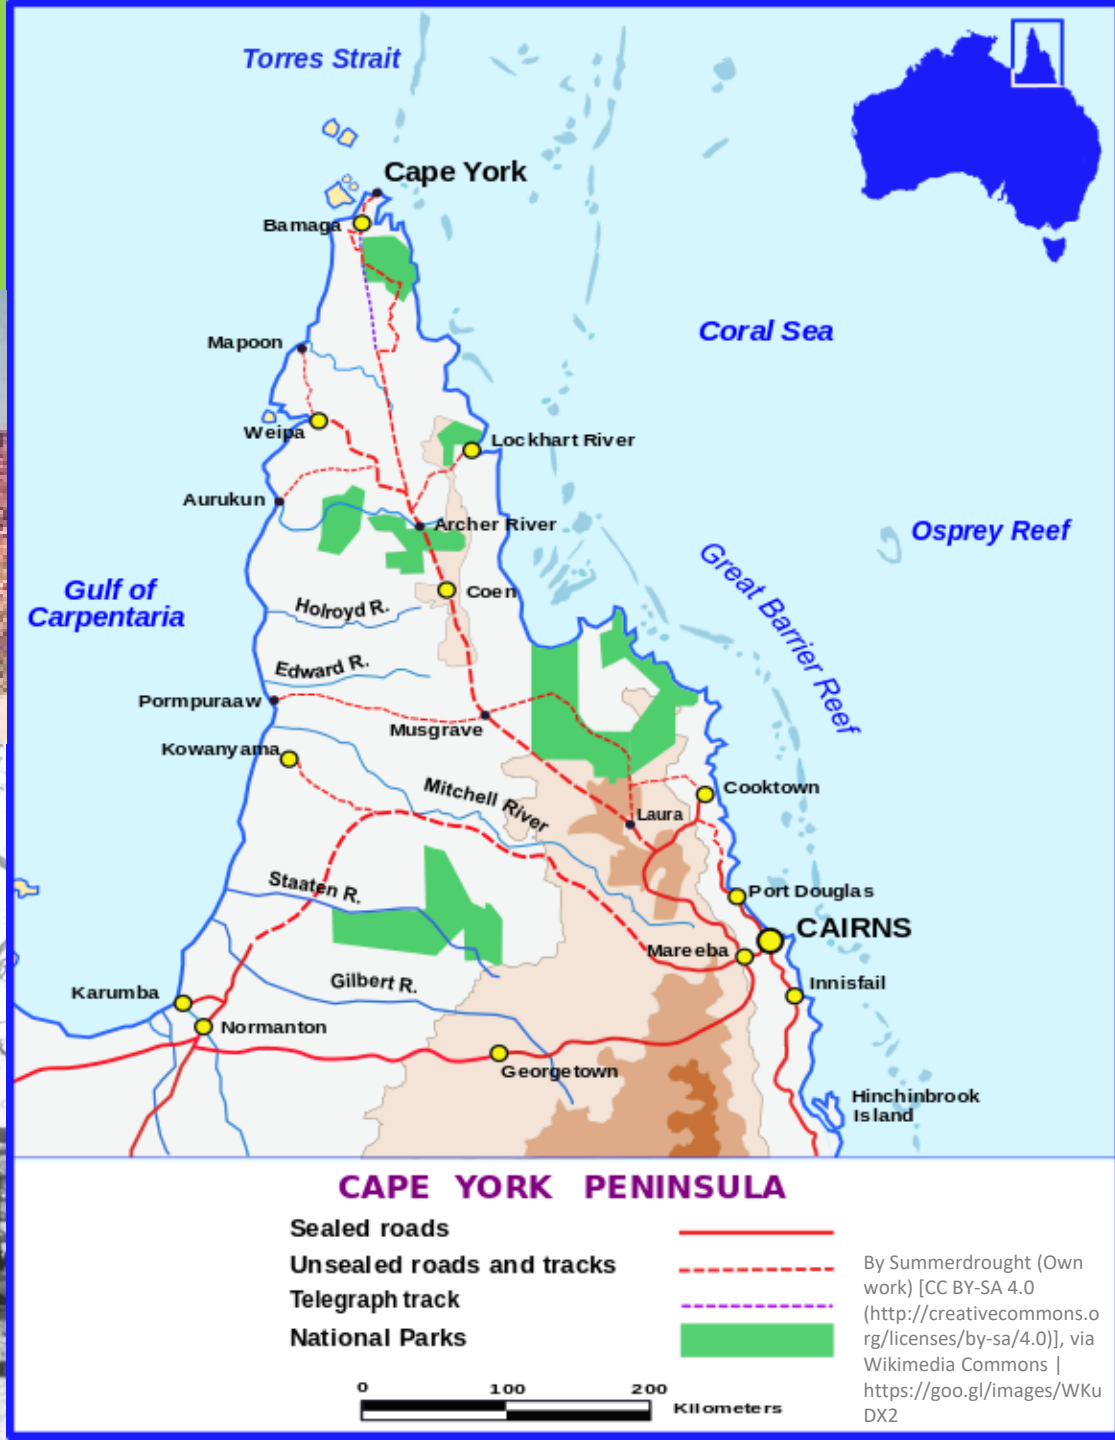 Torres Strait
Cape York
Bamaga
Mapoon
Coral Sea
Weipa
Lockhart River
Aurukun
Archer River
Osprey Reef
Great Barrier Reef
Gulf of
Carpentaria
Coen
Holroyd R.
Edward R.
Pormpuraaw
Musgrave
Kowanyama
Mitchell River
Cooktown
Laura
Staaten R.
Port Douglas
CAIRNS
Mareeba
Gilbert R.
Innisfail
Karumba
Normanton
Georgetown
Hinchinbrook
Island
CAPE YORK PENINSULA
Sealed roads
Unsealed roads and tracks
Telegraph track
National Parks
0 100 200
Kilometers
By Summerdrought (Own
work) [CC BY-SA 4.0
(http://creativecommons.o
rg/licenses/by-sa/4.0)], via
Wikimedia Commons |
https://goo.gl/images/WKu
DX2